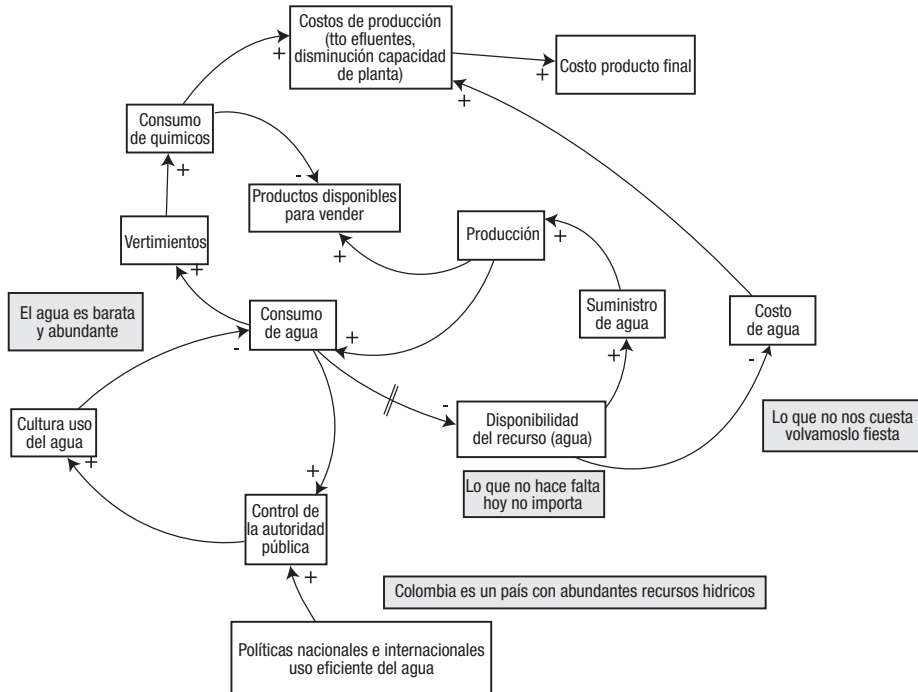 Costos de producción
(tto efluentes,
disminución capacidad
de planta)
+
+
Costo producto final
+
Consumo
de quimicos
+
-
Productos disponibles
para vender
+
Vertimientos
+
Producción
+
El agua es barata
y abundante
Consumo
de agua
-
+
Suministro
de agua
+
Costo
de agua
-
Cultura uso
del agua
+
-
Disponibilidad
del recurso (agua)
Lo que no nos cuesta
volvamoslo fiesta
Lo que no hace falta
hoy no importa
+
Control de
la autoridad
pública
+
Colombia es un país con abundantes recursos hidricos
Políticas nacionales e internacionales
uso eficiente del agua